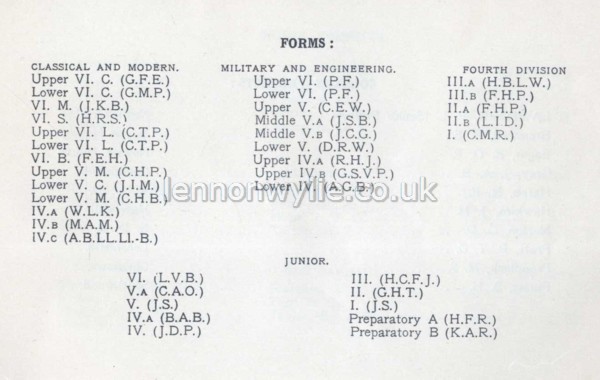 FORMS:
CLASSICAL AND MODERN.
Upper VI. C. (G.F.E.)
Lower VI. C. (G.M.P.)
VI. M. (J.K.B.)
VI. S. (H.R.S.)
Upper VI. L. (C.T.P.)
Lower VI. L. (C.T.P.)
VI. B. (F.E.H.)
Upper V. M. (C.H.P.)
Lower V. C. (J.I.M.)
Lower V. M. (C.H.B.)
IV.A (W.L.K.)
IV.B (M.A.M.)
IV.C (A.B.LL.Ll.-B.)
MILITARY AND ENGINEERING.
Upper VI. (P.F.)
Lower VI. (P.F.)
Upper V. (C.E.W.)
Middle V.A (J.S.B.)
Middle V.B (J.C.G.)
Lower V. (D.R.W.)
Upper IV.A (R.H.J.)
Upper IV.B (G.S.V.P.)
Lower IV. (A.G.B.)
FOURTH DIVISION
III.A (H.B.L.W.)
III.B (F.H.P.)
II.A (F.H.P.)
II.B (L.I.D.)
I. (C.M.R.)
lennonwylie.co.uk
JUNIOR.
VI. (L.V.B.)
V.A (C.A.O.)
V. (J.S.)
IV.A (B.A.B.)
IV. (J.D.P.)
III. (H.C.F.J.)
II. (G.H.T.)
I. (J.S.)
Preparatory A (H.F.R.)
Preparatory B (K.A.R.)